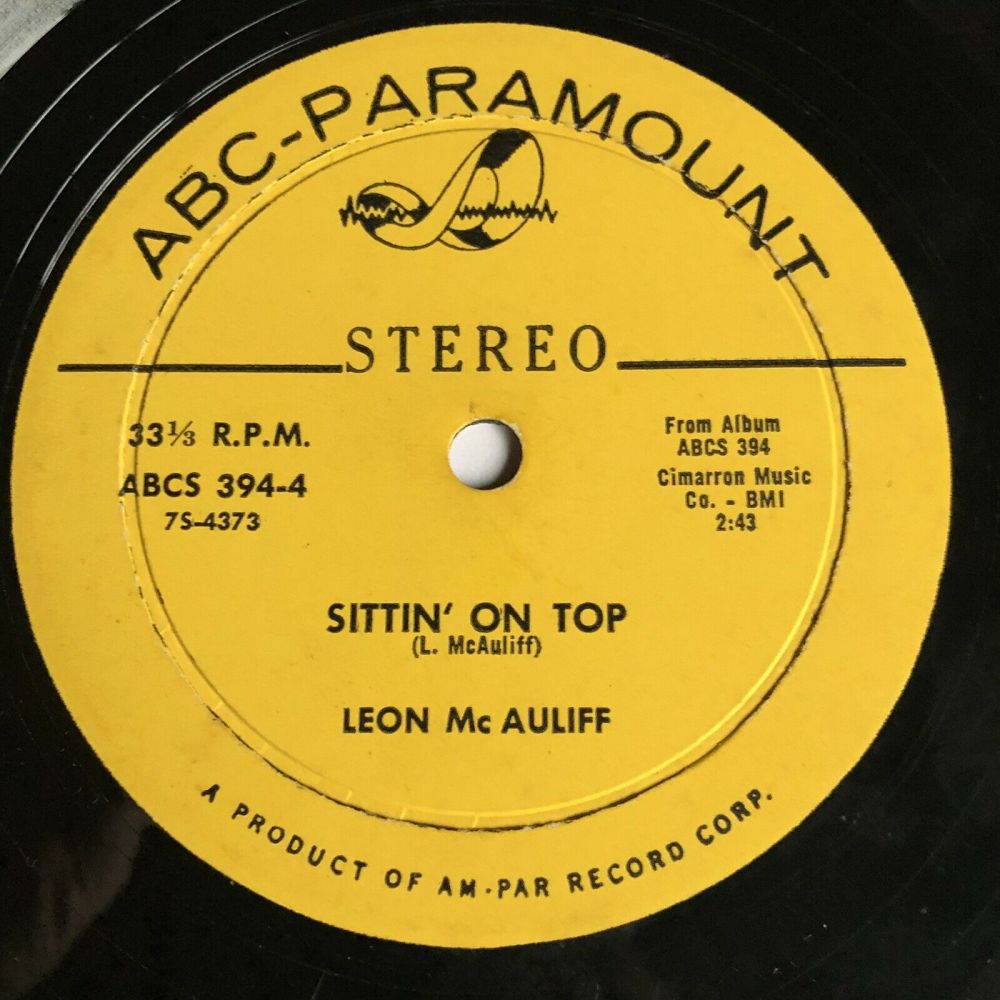 ABC-PARAMOUNT
STEREO
33⅓ R.P.M.
ABCS 394-4
7S-4373
From Album
ABCS 394
Cimarron Music
Co. - BMI
2:43
SITTIN' ON TOP
(L. McAuliff)
LEON Mc AULIFF
A PRODUCT OF AM-PAR RECORD CORP.